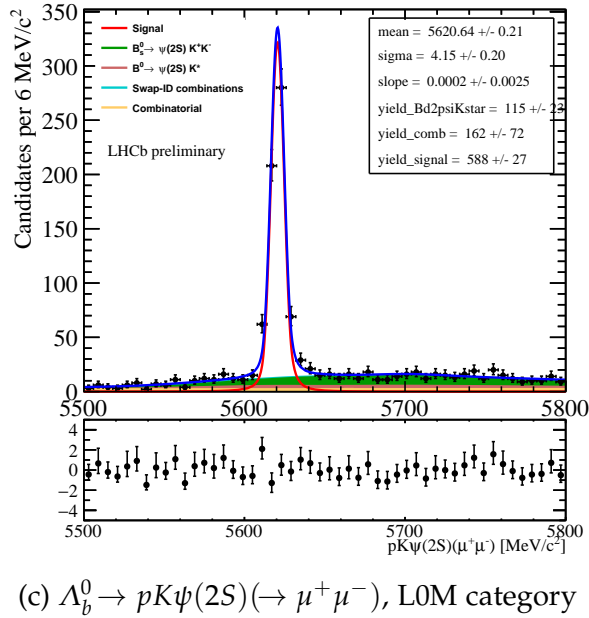 Candidates per 6 MeV/c²
350
300
250
200
150
100
50
0
Signal
B⁰ₛ→ ψ(2S) K⁺K⁻
B⁰→ ψ(2S) K*
Swap-ID combinations
Combinatorial
LHCb preliminary
mean = 5620.64 +/- 0.21
sigma = 4.15 +/- 0.20
slope = 0.0002 +/- 0.0025
yield_Bd2psiKstar = 115 +/- 23
yield_comb = 162 +/- 72
yield_signal = 588 +/- 27
5500 5600 5700 5800
4
2
0
−2
−4
5500 5600 5700 5800
pKψ(2S)(μ⁺μ⁻) [MeV/c²]
(c) Λ⁰_b → pKψ(2S)(→ μ⁺μ⁻), L0M category